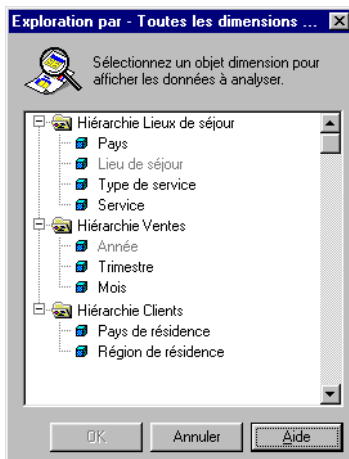 Exploration par - Toutes les dimensions ...
Sélectionnez un objet dimension pour
afficher les données à analyser.
Hiérarchie Lieux de séjour
Pays
Lieu de séjour
Type de service
Service
Hiérarchie Ventes
Année
Trimestre
Mois
Hiérarchie Clients
Pays de résidence
Région de résidence
OK
Annuler
Aide